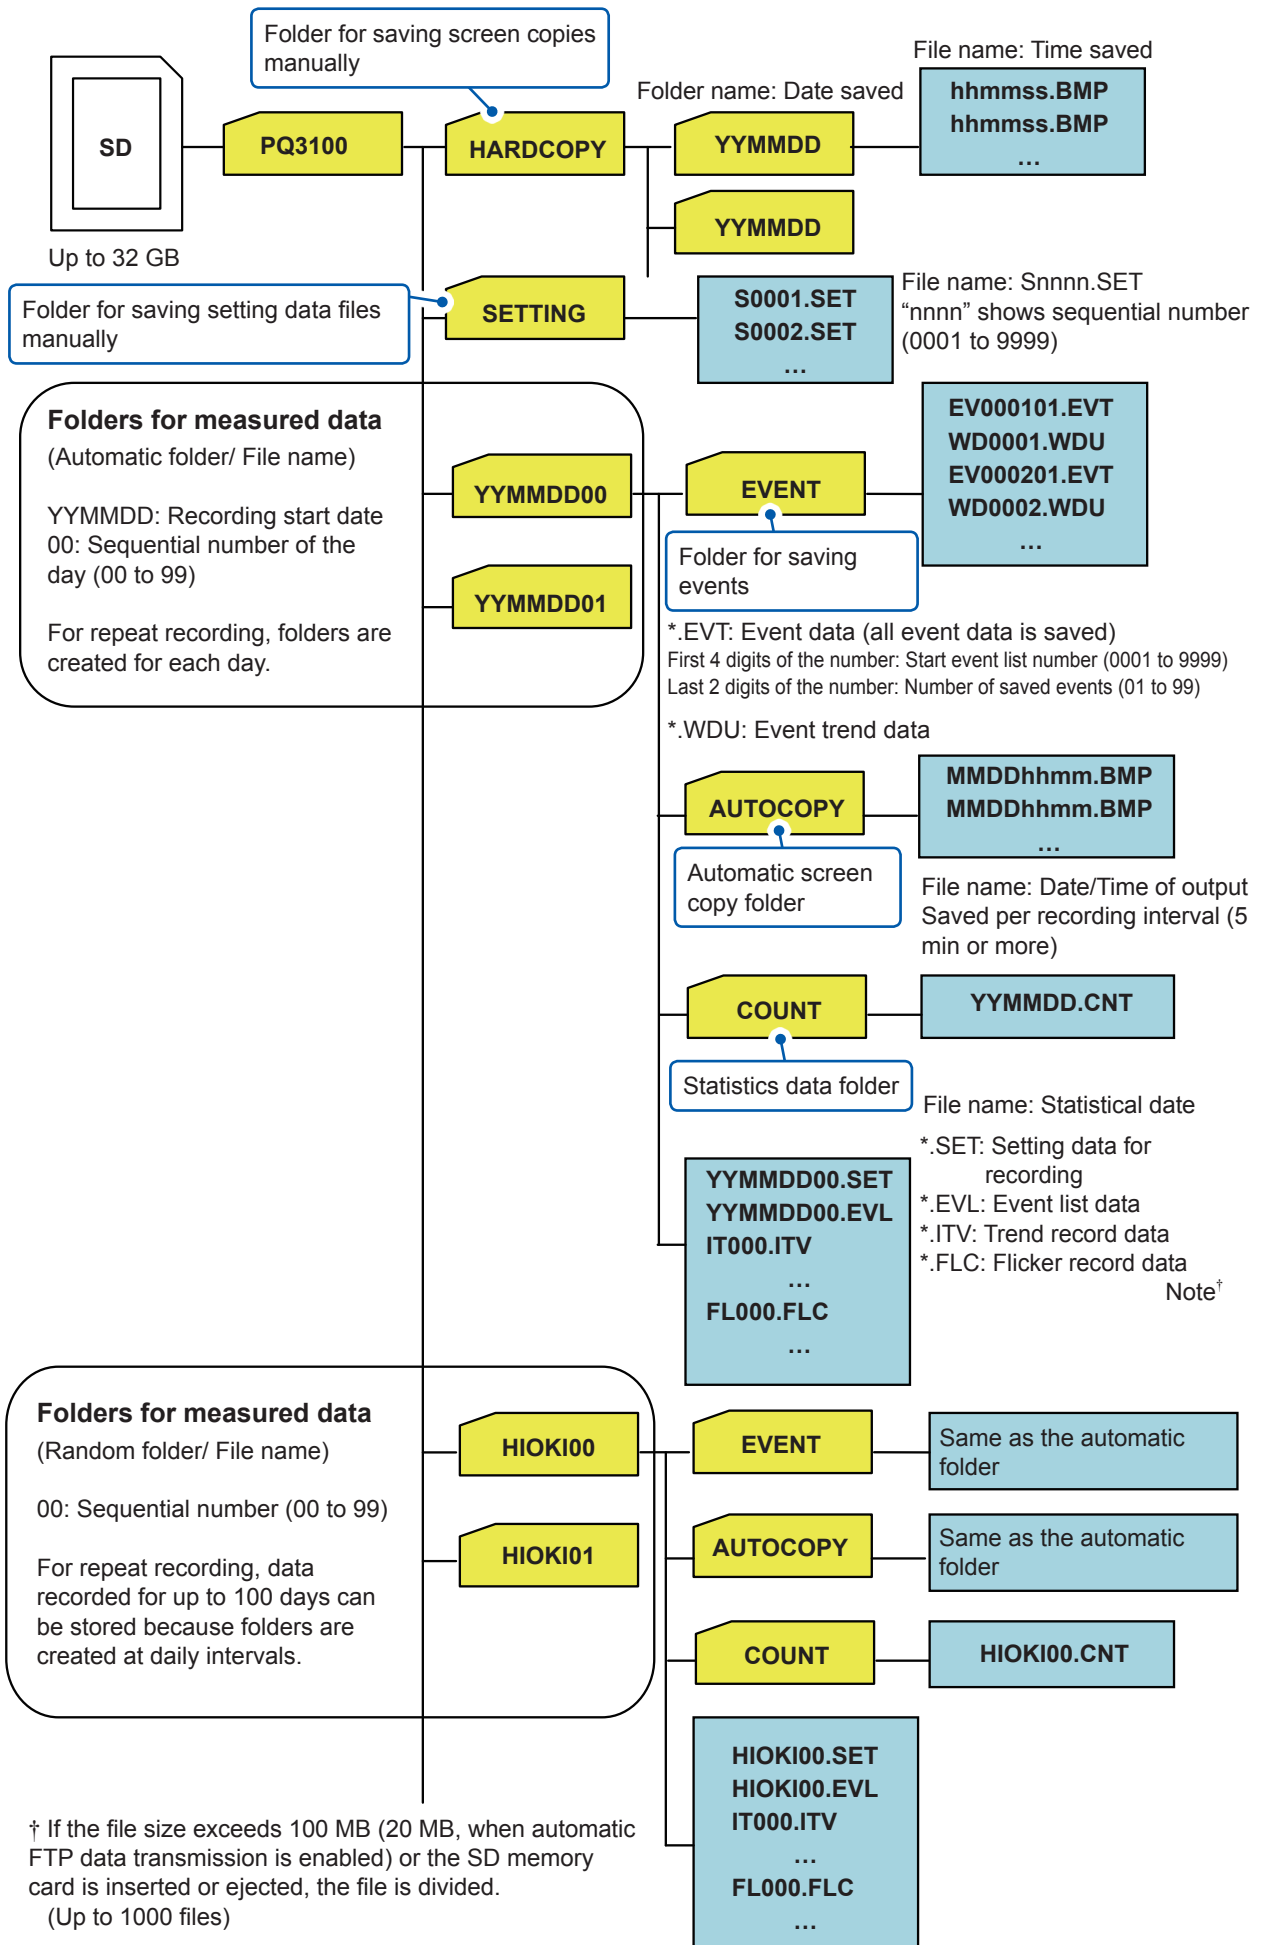 Folder for saving screen copies
manually
File name: Time saved
Folder name: Date saved
hhmmss.BMP
hhmmss.BMP
…
SD
PQ3100
HARDCOPY
YYMMDD
YYMMDD
Up to 32 GB
Folder for saving setting data files
manually
SETTING
S0001.SET
S0002.SET
…
File name: Snnnn.SET
“nnnn” shows sequential number
(0001 to 9999)
Folders for measured data
(Automatic folder/ File name)
YYMMDD: Recording start date
00: Sequential number of the
day (00 to 99)
For repeat recording, folders are
created for each day.
YYMMDD00
YYMMDD01
EVENT
Folder for saving
events
EV000101.EVT
WD0001.WDU
EV000201.EVT
WD0002.WDU
…
*.EVT: Event data (all event data is saved)
First 4 digits of the number: Start event list number (0001 to 9999)
Last 2 digits of the number: Number of saved events (01 to 99)
*.WDU: Event trend data
AUTOCOPY
Automatic screen
copy folder
MMDDhhmm.BMP
MMDDhhmm.BMP
…
File name: Date/Time of output
Saved per recording interval (5
min or more)
COUNT
Statistics data folder
YYMMDD.CNT
File name: Statistical date
YYMMDD00.SET
YYMMDD00.EVL
IT000.ITV
…
FL000.FLC
…
*.SET: Setting data for
recording
*.EVL: Event list data
*.ITV: Trend record data
*.FLC: Flicker record data
Note†
Folders for measured data
(Random folder/ File name)
00: Sequential number (00 to 99)
For repeat recording, data
recorded for up to 100 days can
be stored because folders are
created at daily intervals.
HIOKI00
HIOKI01
EVENT
Same as the automatic
folder
AUTOCOPY
Same as the automatic
folder
COUNT
HIOKI00.CNT
HIOKI00.SET
HIOKI00.EVL
IT000.ITV
…
FL000.FLC
…
† If the file size exceeds 100 MB (20 MB, when automatic
FTP data transmission is enabled) or the SD memory
card is inserted or ejected, the file is divided.
(Up to 1000 files)